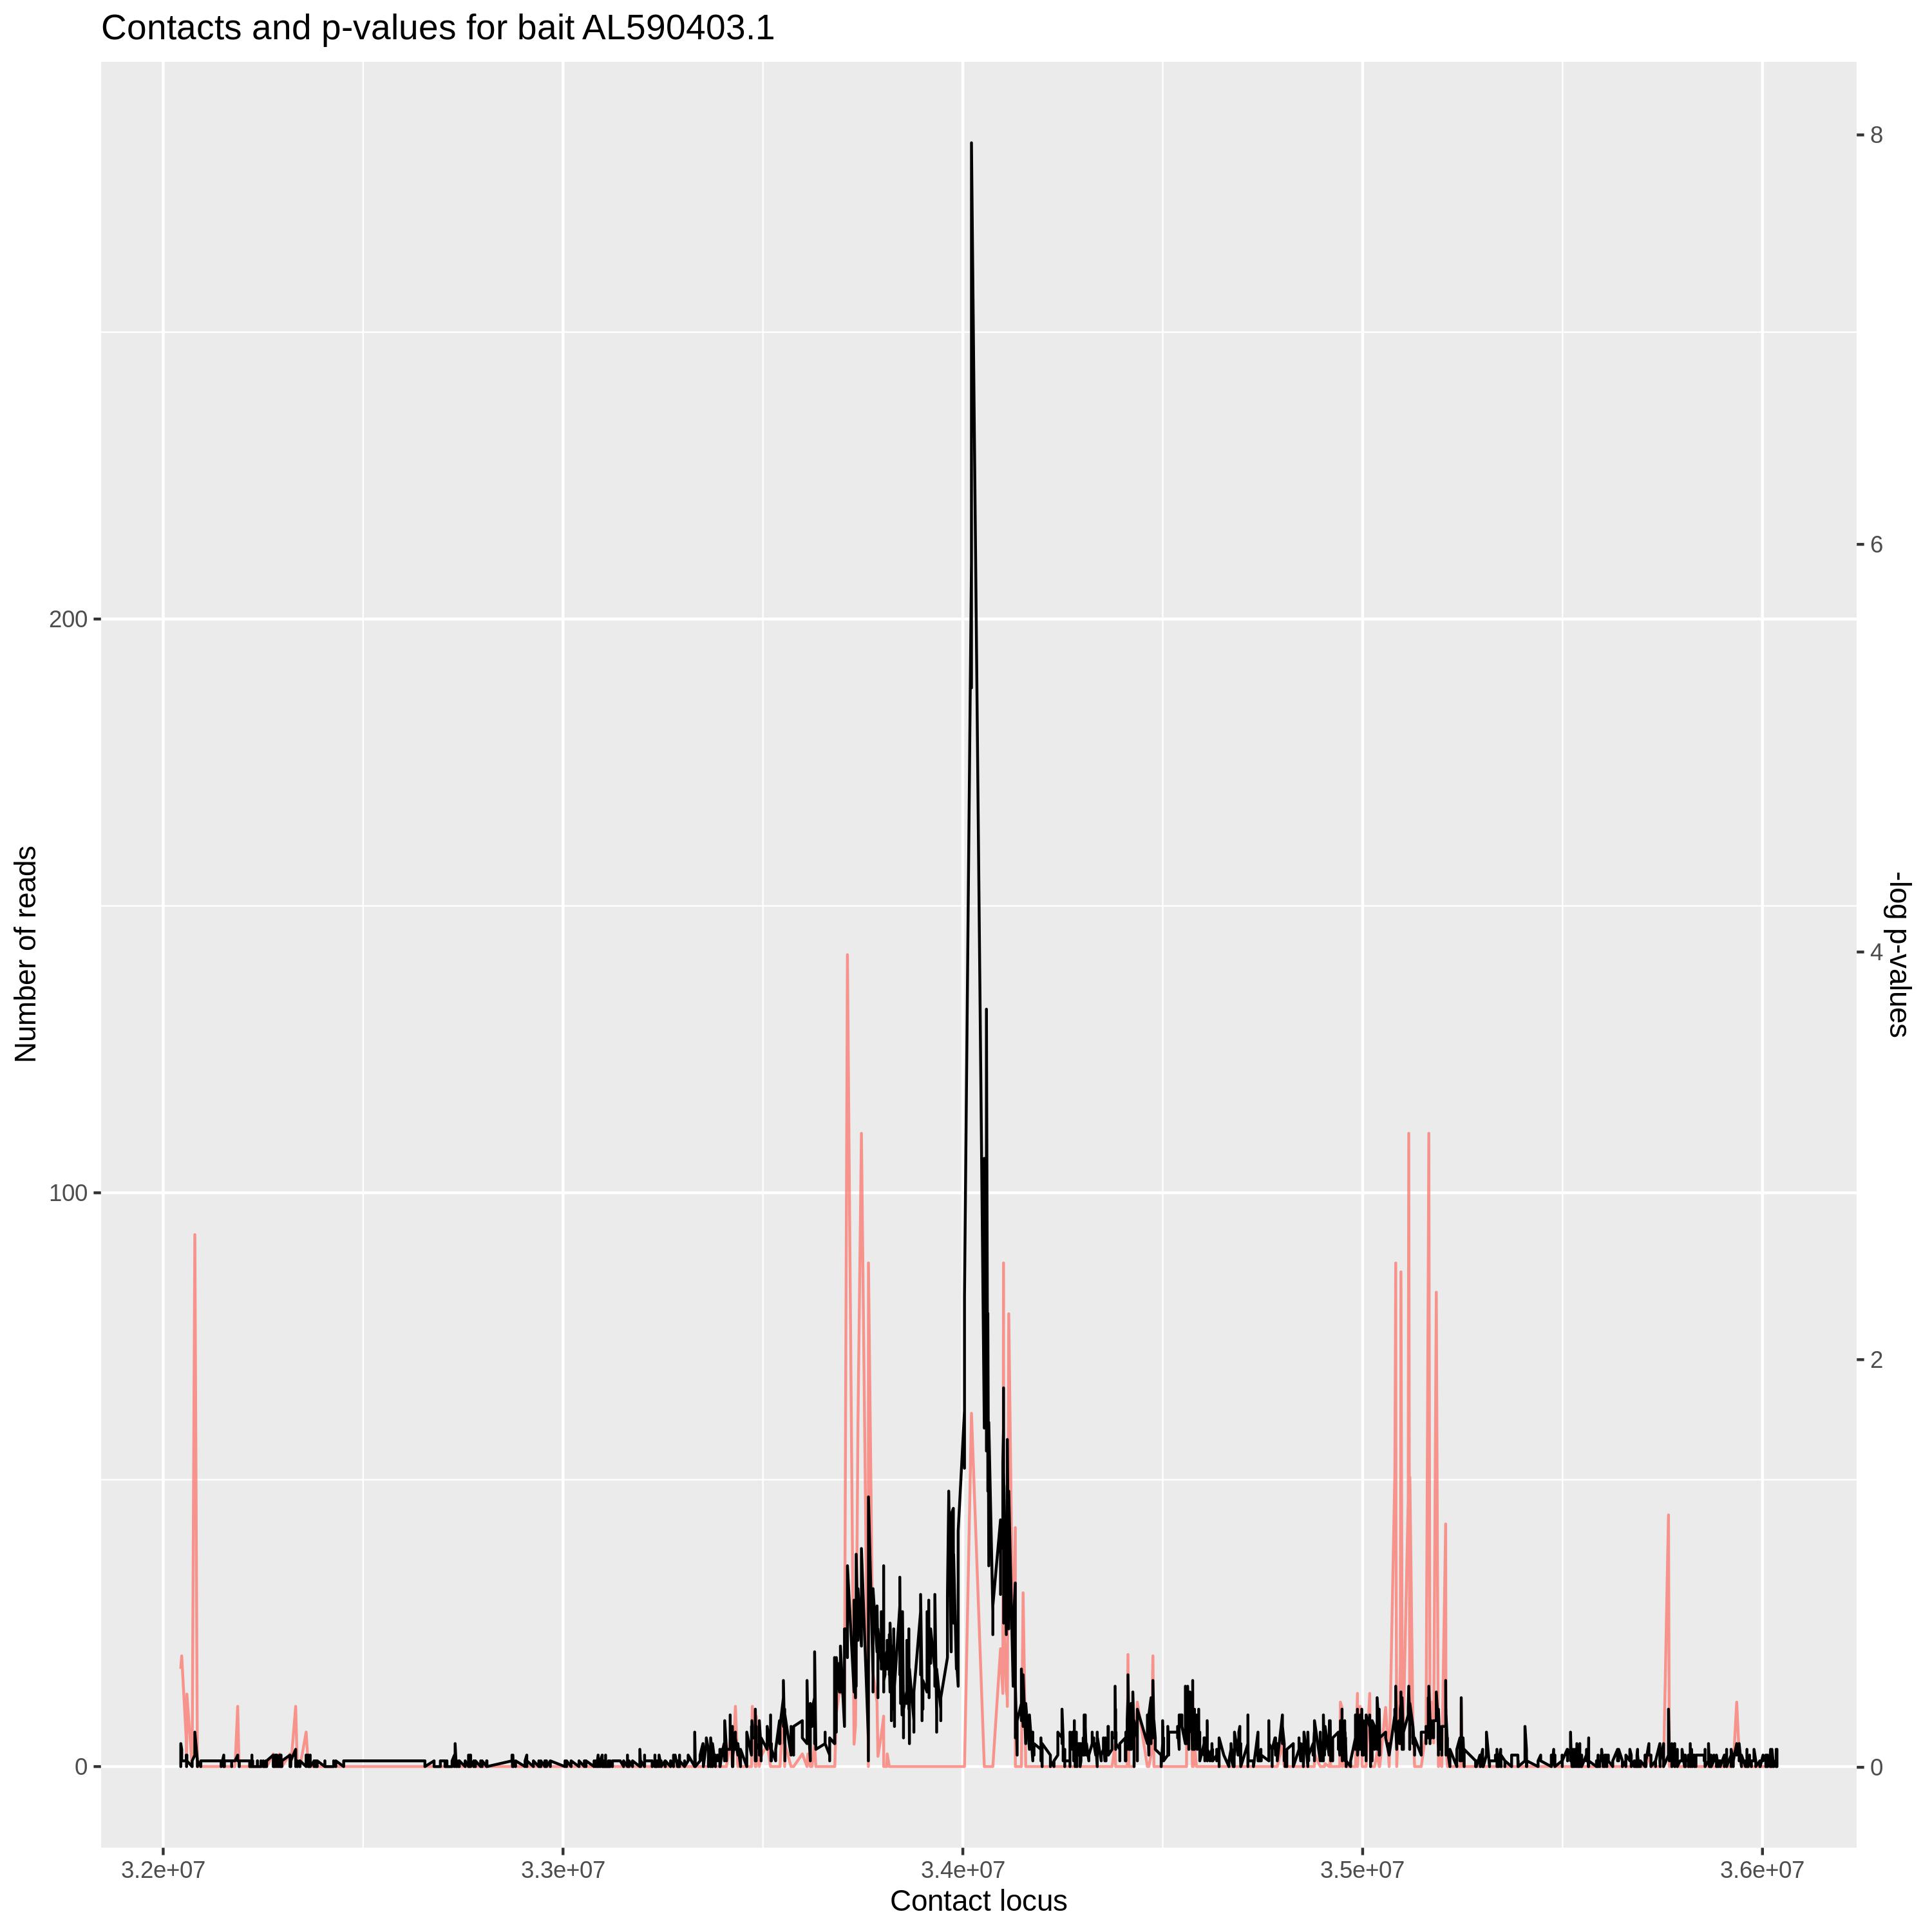 Contacts and p-values for bait AL590403.1
8
6
200
Number of reads
-log p-values
4
100
2
0
0
3.2e+07 3.3e+07 3.4e+07 3.5e+07 3.6e+07
Contact locus